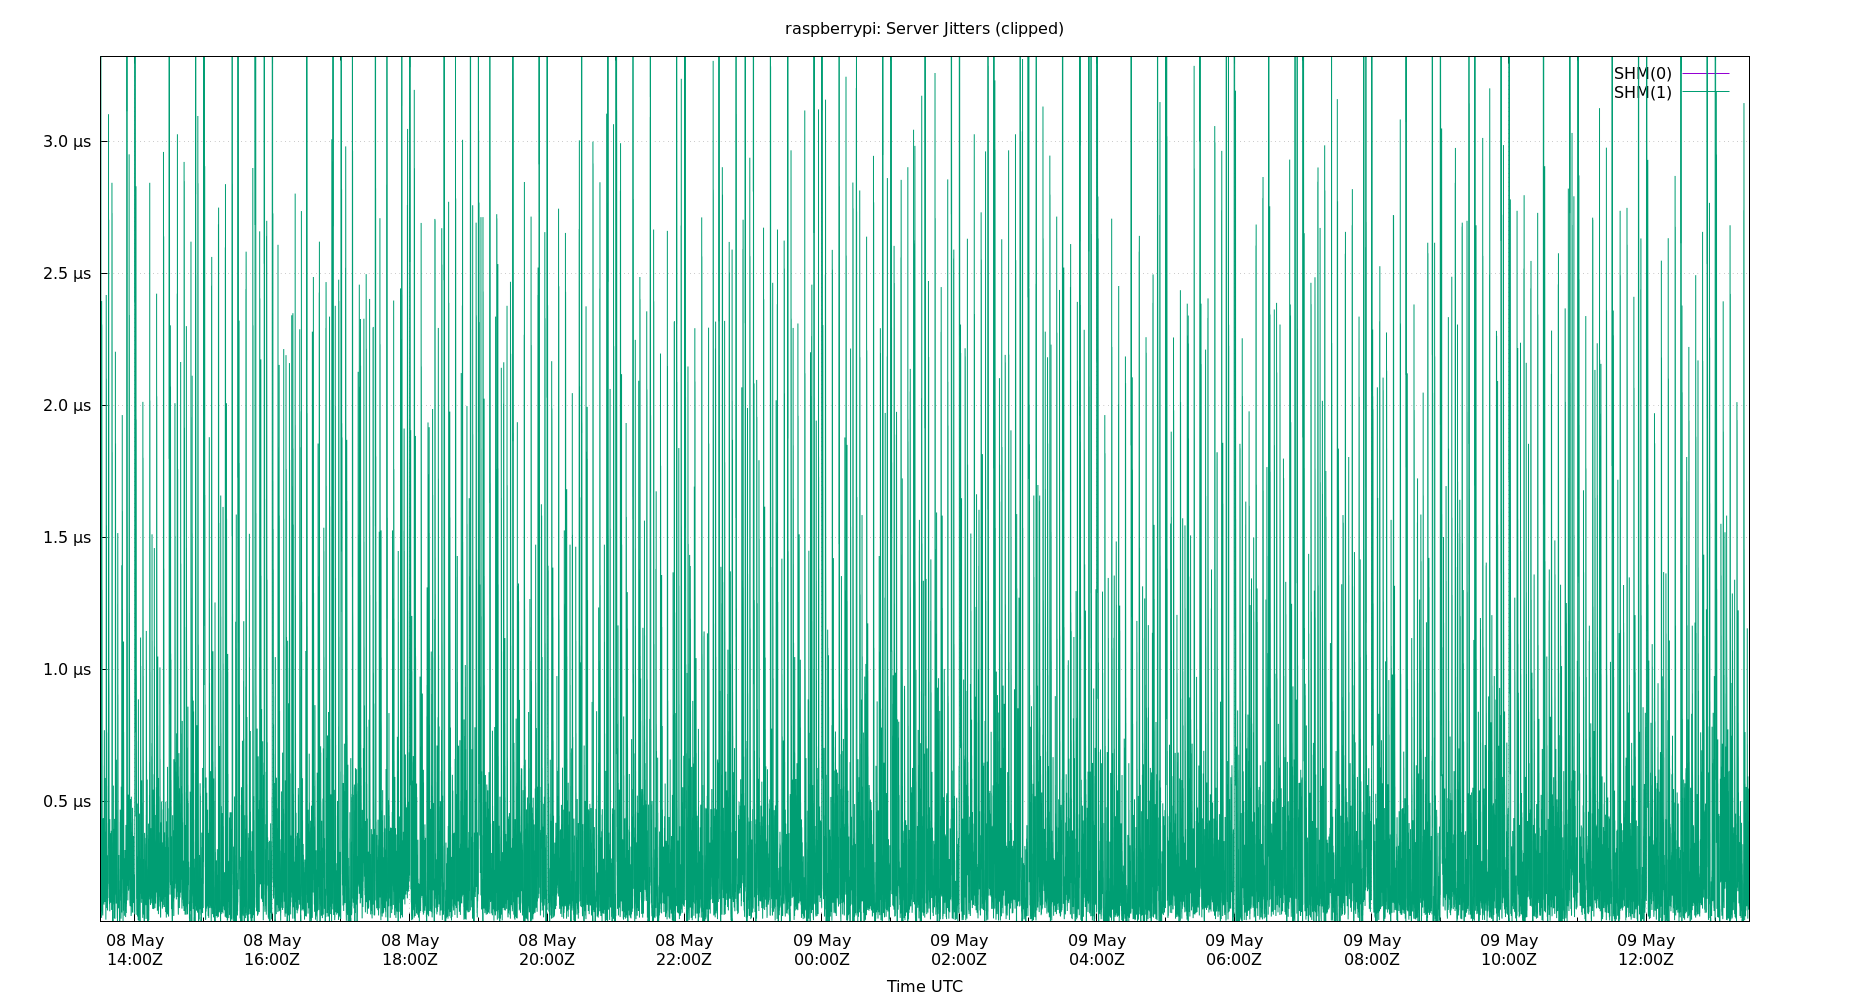 raspberrypi: Server Jitters (clipped)
SHM(0)
SHM(1)
3.0 µs
2.5 µs
2.0 µs
1.5 µs
1.0 µs
0.5 µs
08 May 08 May 08 May 08 May 08 May 09 May 09 May 09 May 09 May 09 May 09 May 09 May
14:00Z 16:00Z 18:00Z 20:00Z 22:00Z 00:00Z 02:00Z 04:00Z 06:00Z 08:00Z 10:00Z 12:00Z
Time UTC